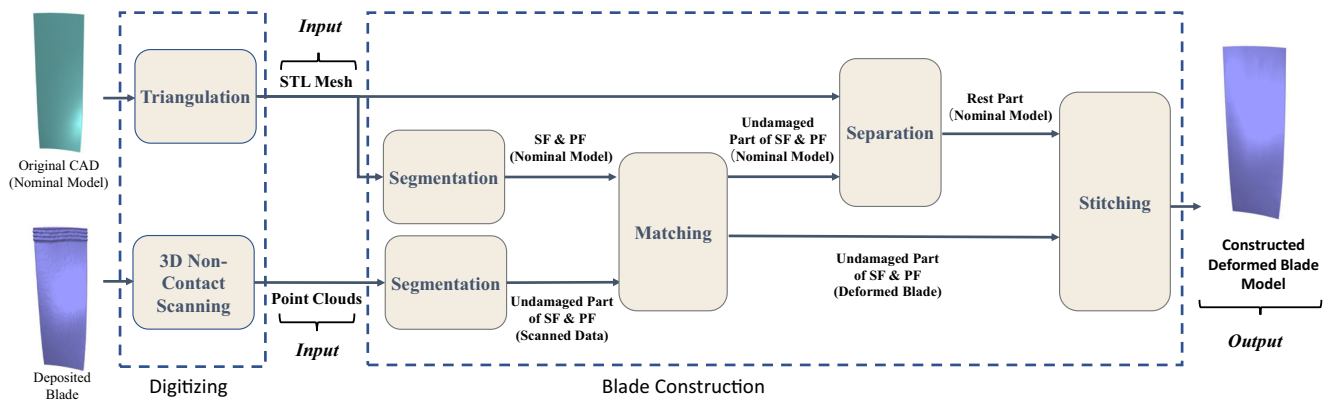 Original CAD
(Nominal Model)
Deposited
Blade
Triangulation
3D Non-
Contact
Scanning
Digitizing
Input
STL Mesh
Point Clouds
Input
Segmentation
SF & PF
(Nominal Model)
Segmentation
Undamaged Part
of SF & PF
(Scanned Data)
Matching
Undamaged
Part of SF & PF
(Nominal Model)
Undamaged Part
of SF & PF
(Deformed Blade)
Separation
Rest Part
(Nominal Model)
Stitching
Blade Construction
Constructed
Deformed Blade
Model
Output